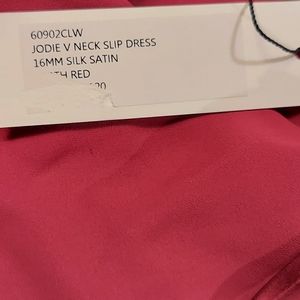 60902CLW
JODIE V NECK SLIP DRESS
16MM SILK SATIN
RED